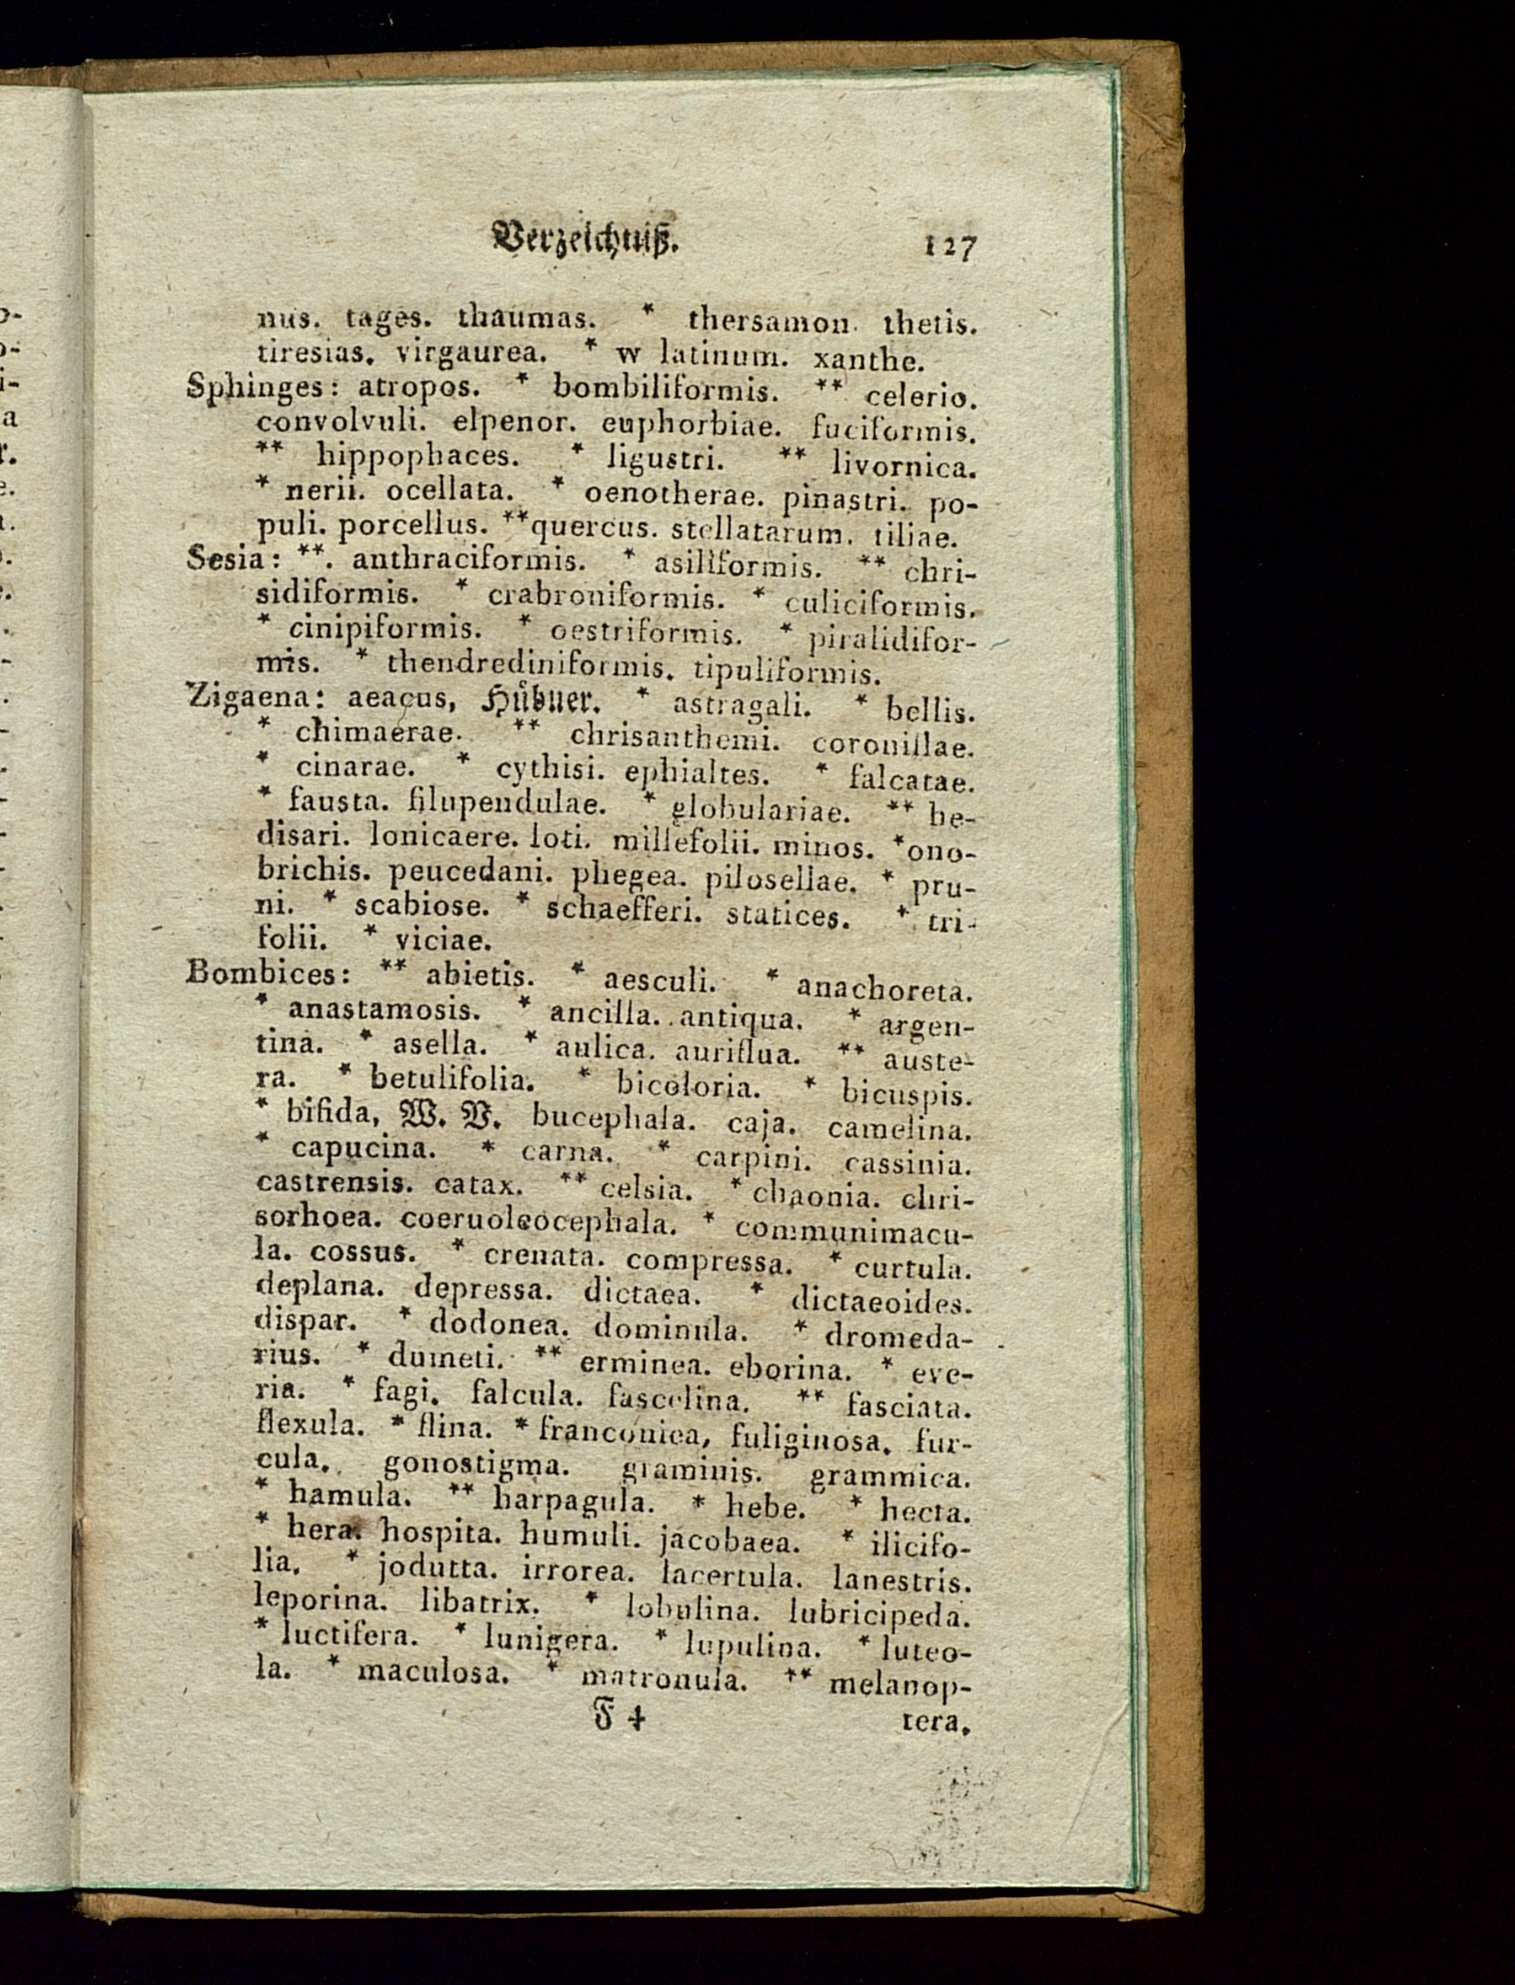 Verzeichniß. 127
nus. tages. thaumas. * thersamon. thetis.
tiresias. virgaurea. * w latinum. xanthe.
Sphinges: atropos. * bombiliformis. ** celerio.
convolvuli. elpenor. euphorbiae. fuciformis.
** hippophaces. * ligustri. ** livornica.
* nerii. ocellata. * oenotherae. pinastri. po-
puli. porcellus. **quercus. stellatarum. tiliae.
Sesia: **. anthraciformis. * asiliformis. ** chri-
sidiformis. * crabroniformis. * culiciformis.
* cinipiformis. * oestriformis. * piralidifor-
mis. * thendrediniformis. tipuliformis.
Zigaena: aeacus, Hübner. * astragali. * bellis.
* chimaerae. ** chrisanthemi. coronillae.
* cinarae. * cythisi. ephialtes. * falcatae.
* fausta. filupendulae. * globulariae. ** he-
disari. lonicaere. loti. millefolii. minos. *ono-
brichis. peucedani. phegea. pilosellae. * pru-
ni. * scabiose. * schaefferi. statices. * tri-
folii. * viciae.
Bombices: ** abietis. * aesculi. * anachoreta.
* anastamosis. * ancilla. antiqua. * argen-
tina. * asella. * aulica. auriflua. ** auste-
ra. * betulifolia. * bicoloria. * bicuspis.
* bifida, W. V. bucephala. caja. camelina.
* capucina. * carna. * carpini. cassinia.
castrensis. catax. ** celsia. * chaonia. chri-
sorhoea. coeruoleocephala. * communimacu-
la. cossus. * crenata. compressa. * curtula.
deplana. depressa. dictaea. * dictaeoides.
dispar. * dodonea. dominula. * dromeda-
rius. * dumeti. ** erminea. eborina. * eve-
ria. * fagi. falcula. fascelina. ** fasciata.
flexula. * flina. * franconica, fuliginosa. fur-
cula. gonostigma. graminis. grammica.
* hamula. ** harpagula. * hebe. * hecta.
* hera. hospita. humuli. jacobaea. * ilicifo-
lia. * jodutta. irrorea. lacertula. lanestris.
leporina. libatrix. * lobulina. lubricipeda.
* luctifera. * lunigera. * lupulina. * luteo-
la. * maculosa. * matronula. ** melanop-
F 4 tera.